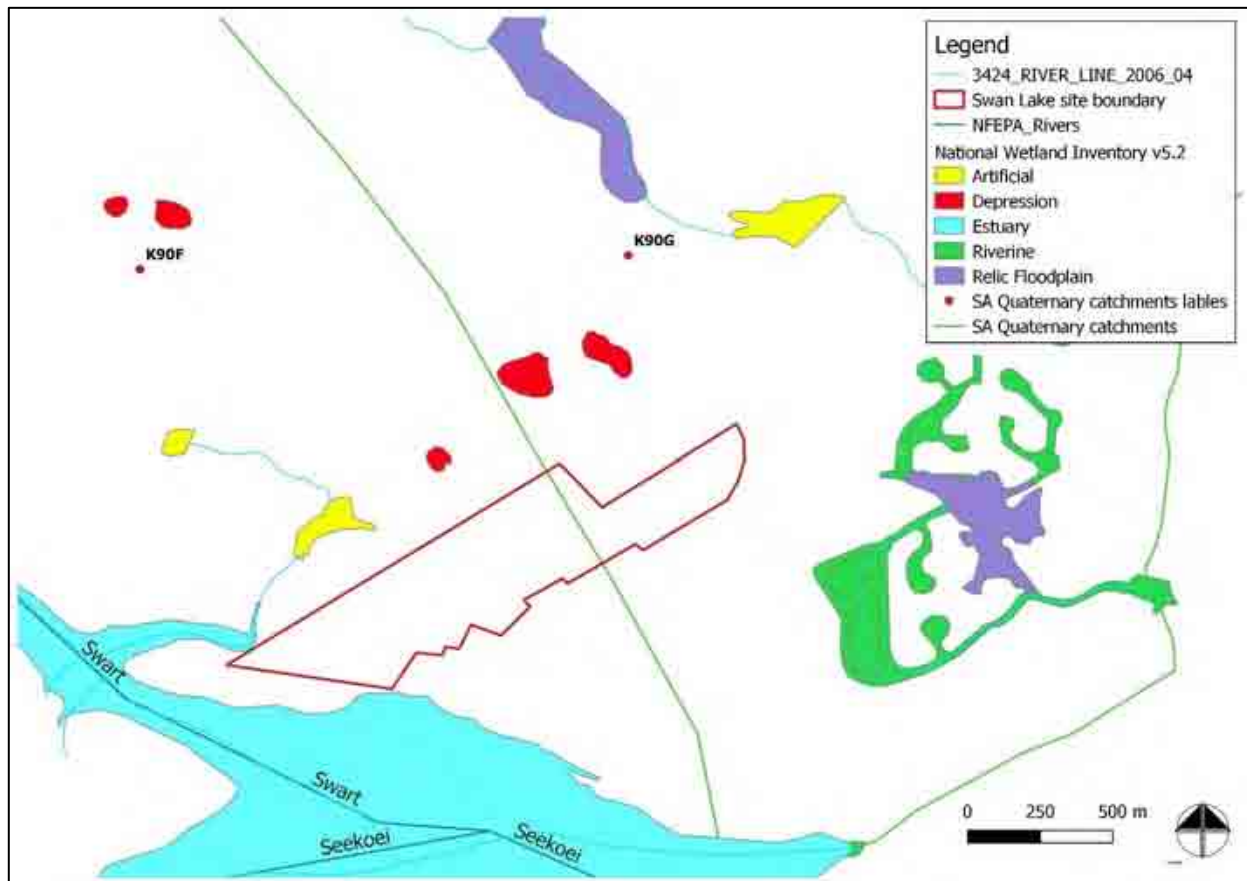 Legend
3424_RIVER_LINE_2006_04
Swan Lake site boundary
NFEPA_Rivers
National Wetland Inventory v5.2
Artificial
Depression
Estuary
Riverine
Relic Floodplain
SA Quaternary catchments lables
SA Quaternary catchments
K90F
K90G
Swart
Swart
Seekoei
Seekoei
0 250 500 m